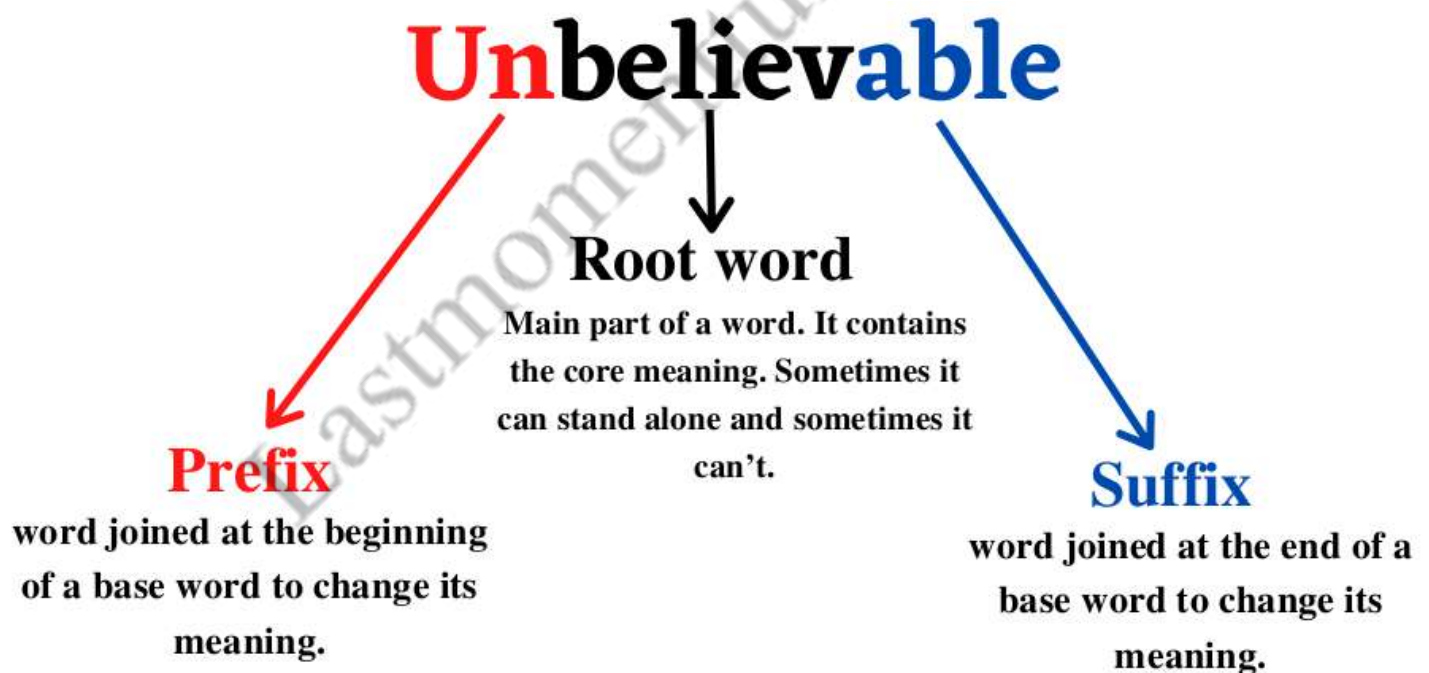 Unbelievable
Root word
Main part of a word. It contains
the core meaning. Sometimes it
can stand alone and sometimes it
can't.
Prefix
word joined at the beginning
of a base word to change its
meaning.
Suffix
word joined at the end of a
base word to change its
meaning.